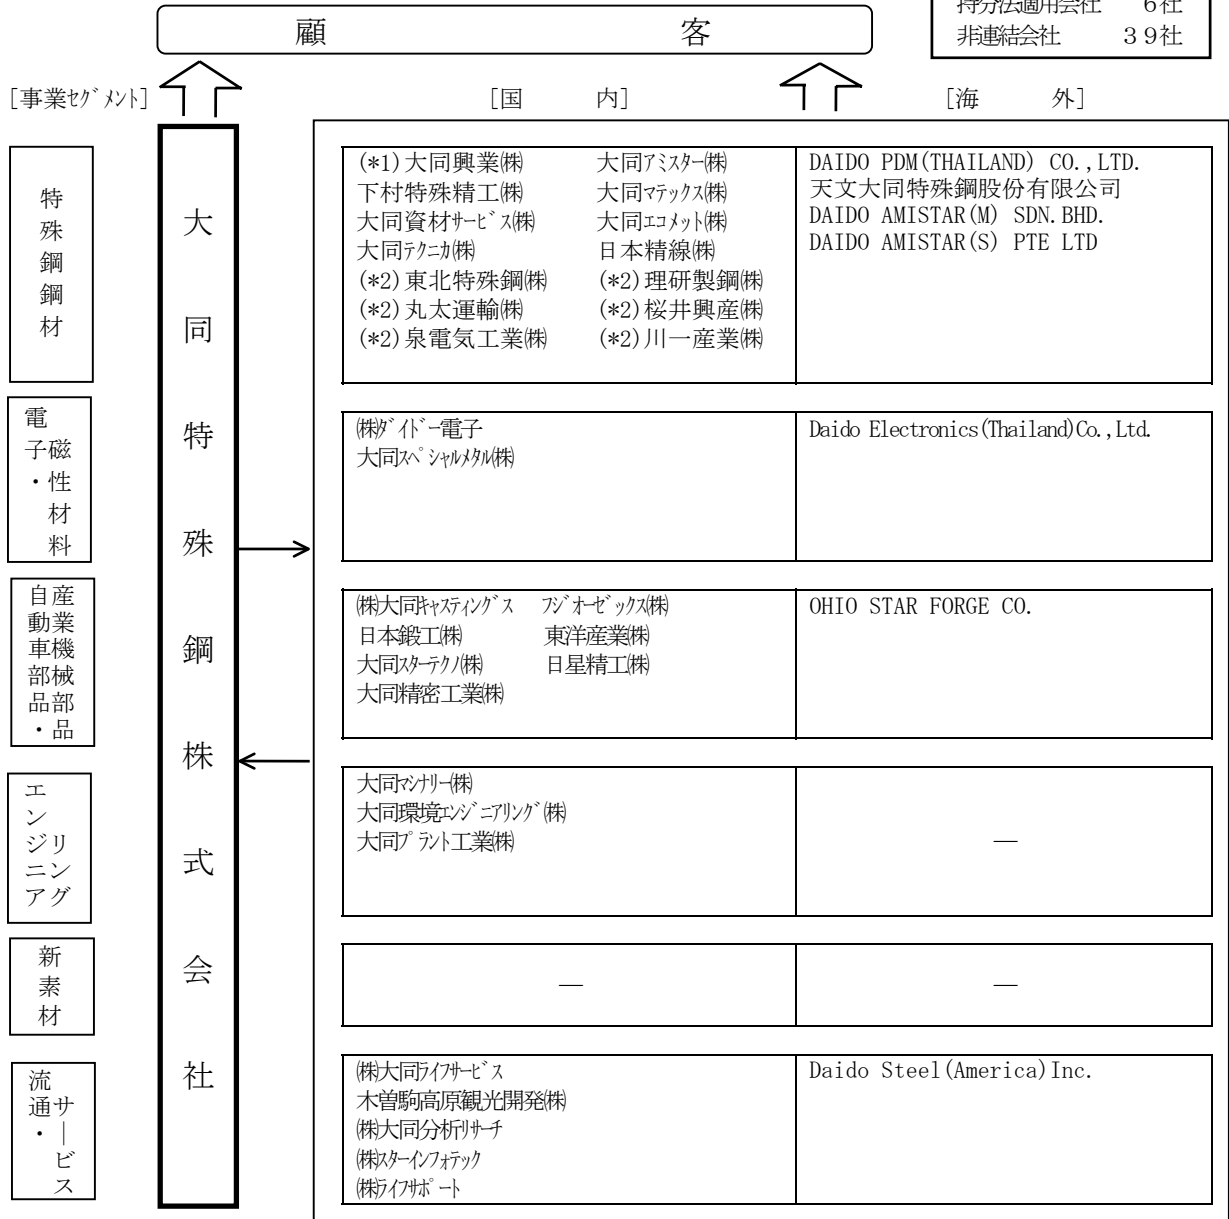 持分法適用会社 6社
非連結会社 39社
顧 客
[事業ｾｸﾞﾒﾝﾄ] [国 内] [海 外]
特殊鋼鋼材
大同特殊鋼株式会社
(*1)大同興業㈱ 大同ｱﾐｽﾀｰ㈱
下村特殊精工㈱ 大同ﾏﾃｯｸｽ㈱
大同資材ｻｰﾋﾞｽ㈱ 大同ｴｺﾒｯﾄ㈱
大同ﾃｸﾆｶ㈱ 日本精線㈱
(*2)東北特殊鋼㈱ (*2)理研製鋼㈱
(*2)丸太運輸㈱ (*2)桜井興産㈱
(*2)泉電気工業㈱ (*2)川一産業㈱
DAIDO PDM(THAILAND) CO.,LTD.
天文大同特殊鋼股份有限公司
DAIDO AMISTAR(M) SDN.BHD.
DAIDO AMISTAR(S) PTE LTD
電子・
磁性材料
㈱ﾀﾞｲﾄﾞｰ電子
大同ｽﾍﾟｼｬﾙﾒﾀﾙ㈱
Daido Electronics(Thailand)Co.,Ltd.
自動車部品・
産業機械部品
㈱大同ｷｬｽﾃｨﾝｸﾞｽ ﾌｼﾞｵｰｾﾞｯｸｽ㈱
日本鍛工㈱ 東洋産業㈱
大同ｽﾀｰﾃｸﾉ㈱ 日星精工㈱
大同精密工業㈱
OHIO STAR FORGE CO.
エンジニア
リング
大同ﾏｼﾅﾘｰ㈱
大同環境ｴﾝｼﾞﾆｱﾘﾝｸﾞ㈱
大同ﾌﾟﾗﾝﾄ工業㈱
―
新素材
―
―
流通・
サービス
㈱大同ﾗｲﾌｻｰﾋﾞｽ
木曽駒高原観光開発㈱
㈱大同分析ﾘｻｰﾁ
㈱ｽﾀｰｲﾝﾌｫﾃｯｸ
㈱ﾗｲﾌｻﾎﾟｰﾄ
Daido Steel(America)Inc.